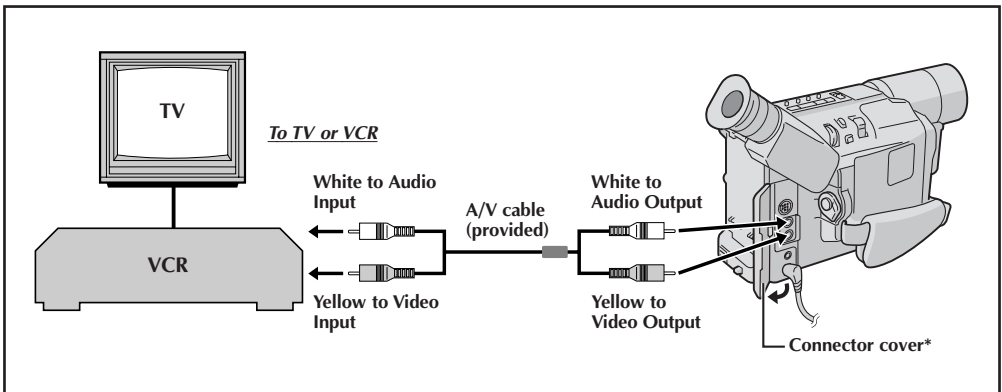 TV
To TV or VCR
VCR
White to Audio
Input
Yellow to Video
Input
A/V cable
(provided)
White to
Audio Output
Yellow to
Video Output
Connector cover*